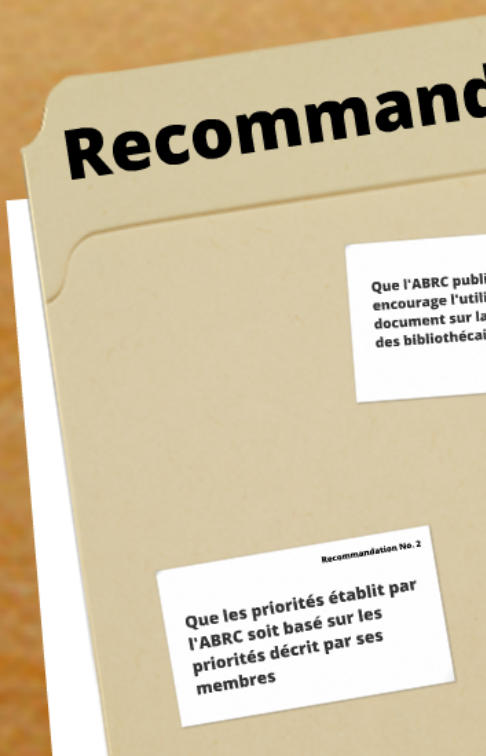 Recommand
Que l'ABRC publi
encourage l'utili
document sur la
des bibliothécai
Recommandation No. 2
Que les priorités établit par
l'ABRC soit basé sur les
priorités décrit par ses
membres